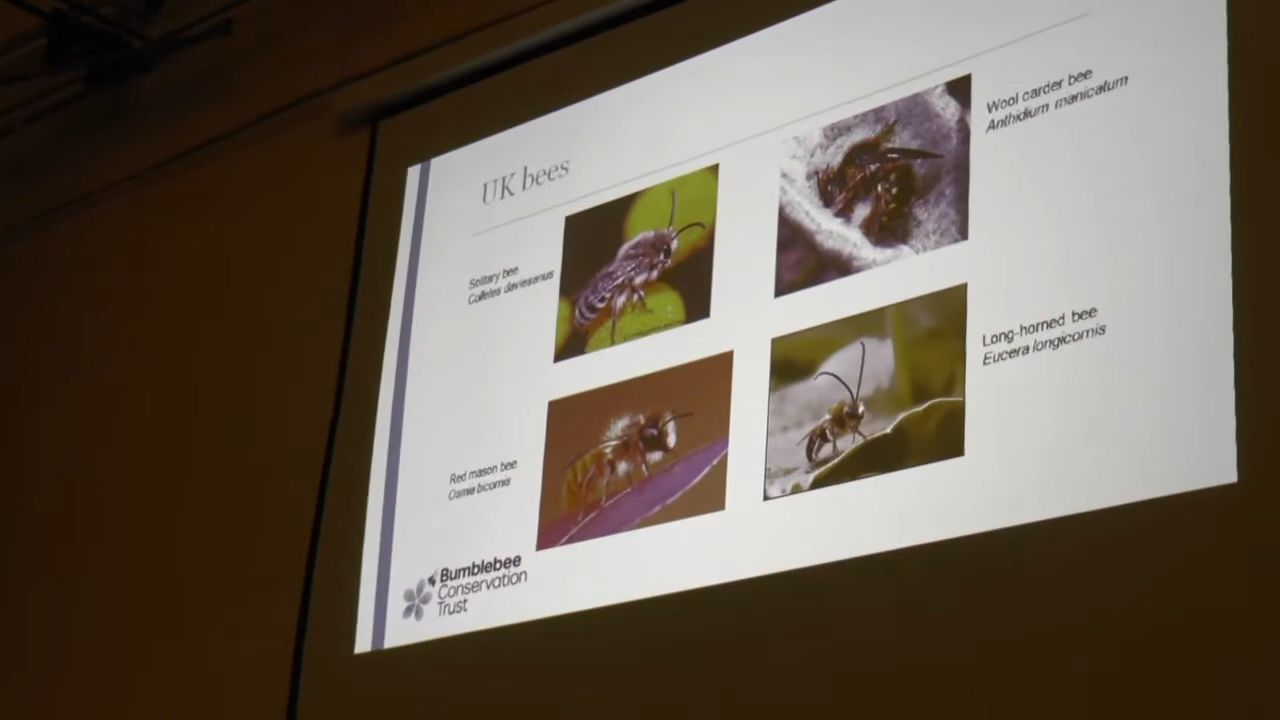 UK bees
Solitary bee
Colletes daviesanus
Wool carder bee
Anthidium manicatum
Red mason bee
Osmia bicornis
Long-horned bee
Eucera longicornis
Bumblebee
Conservation
Trust